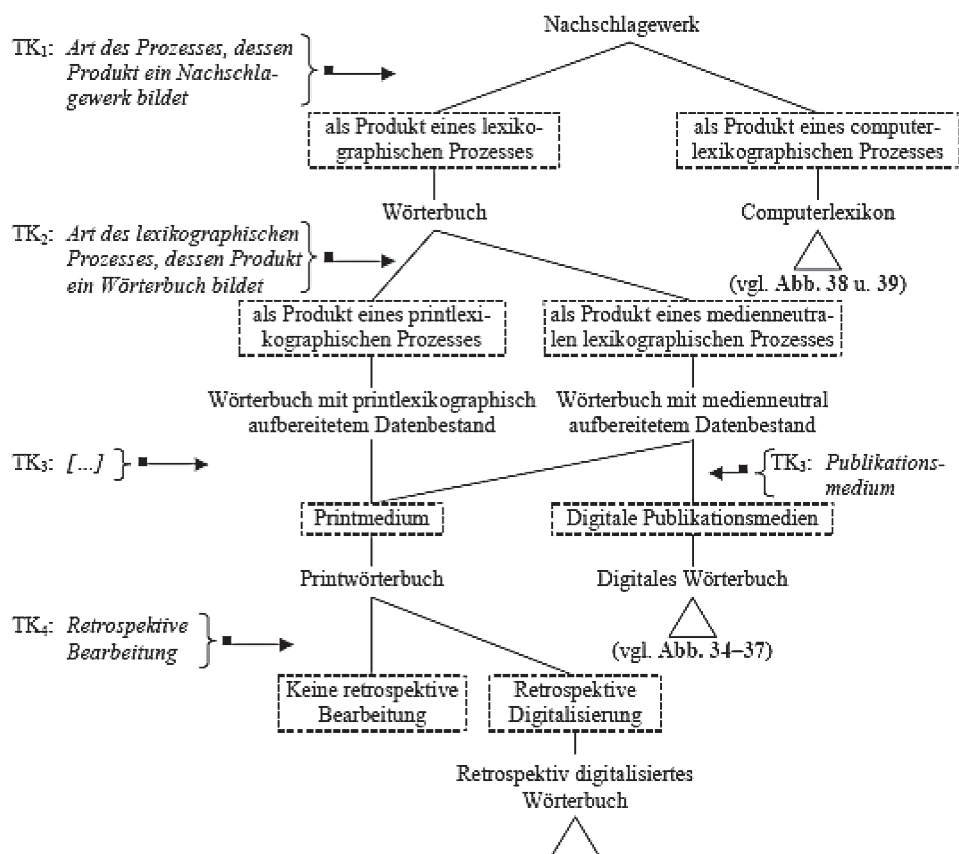 Nachschlagewerk
TK₁: Art des Prozesses, dessen
Produkt ein Nachschla-
gewerk bildet
als Produkt eines lexiko-
graphischen Prozesses
als Produkt eines computer-
lexikographischen Prozesses
Wörterbuch
Computerlexikon
(vgl. Abb. 38 u. 39)
TK₂: Art des lexikographischen
Prozesses, dessen Produkt
ein Wörterbuch bildet
als Produkt eines printlexi-
kographischen Prozesses
als Produkt eines medienneutra-
len lexikographischen Prozesses
Wörterbuch mit printlexikographisch
aufbereitetem Datenbestand
Wörterbuch mit medienneutral
aufbereitetem Datenbestand
TK₃: [...]
TK₃: Publikations-
medium
Printmedium
Digitale Publikationsmedien
Printwörterbuch
Digitales Wörterbuch
(vgl. Abb. 34–37)
TK₄: Retrospektive
Bearbeitung
Keine retrospektive
Bearbeitung
Retrospektive
Digitalisierung
Retrospektiv digitalisiertes
Wörterbuch